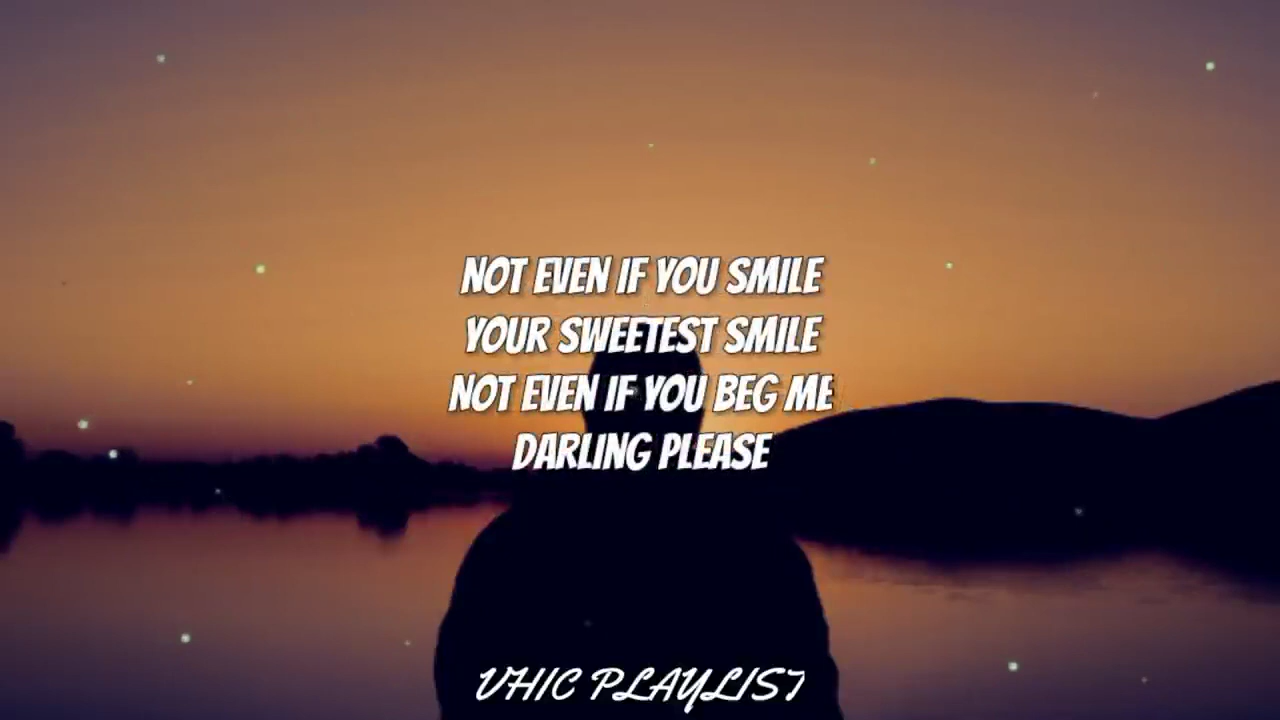 NOT EVEN IF YOU SMILE
YOUR SWEETEST SMILE
NOT EVEN IF YOU BEG ME
DARLING PLEASE
VHIC PLAYLIST